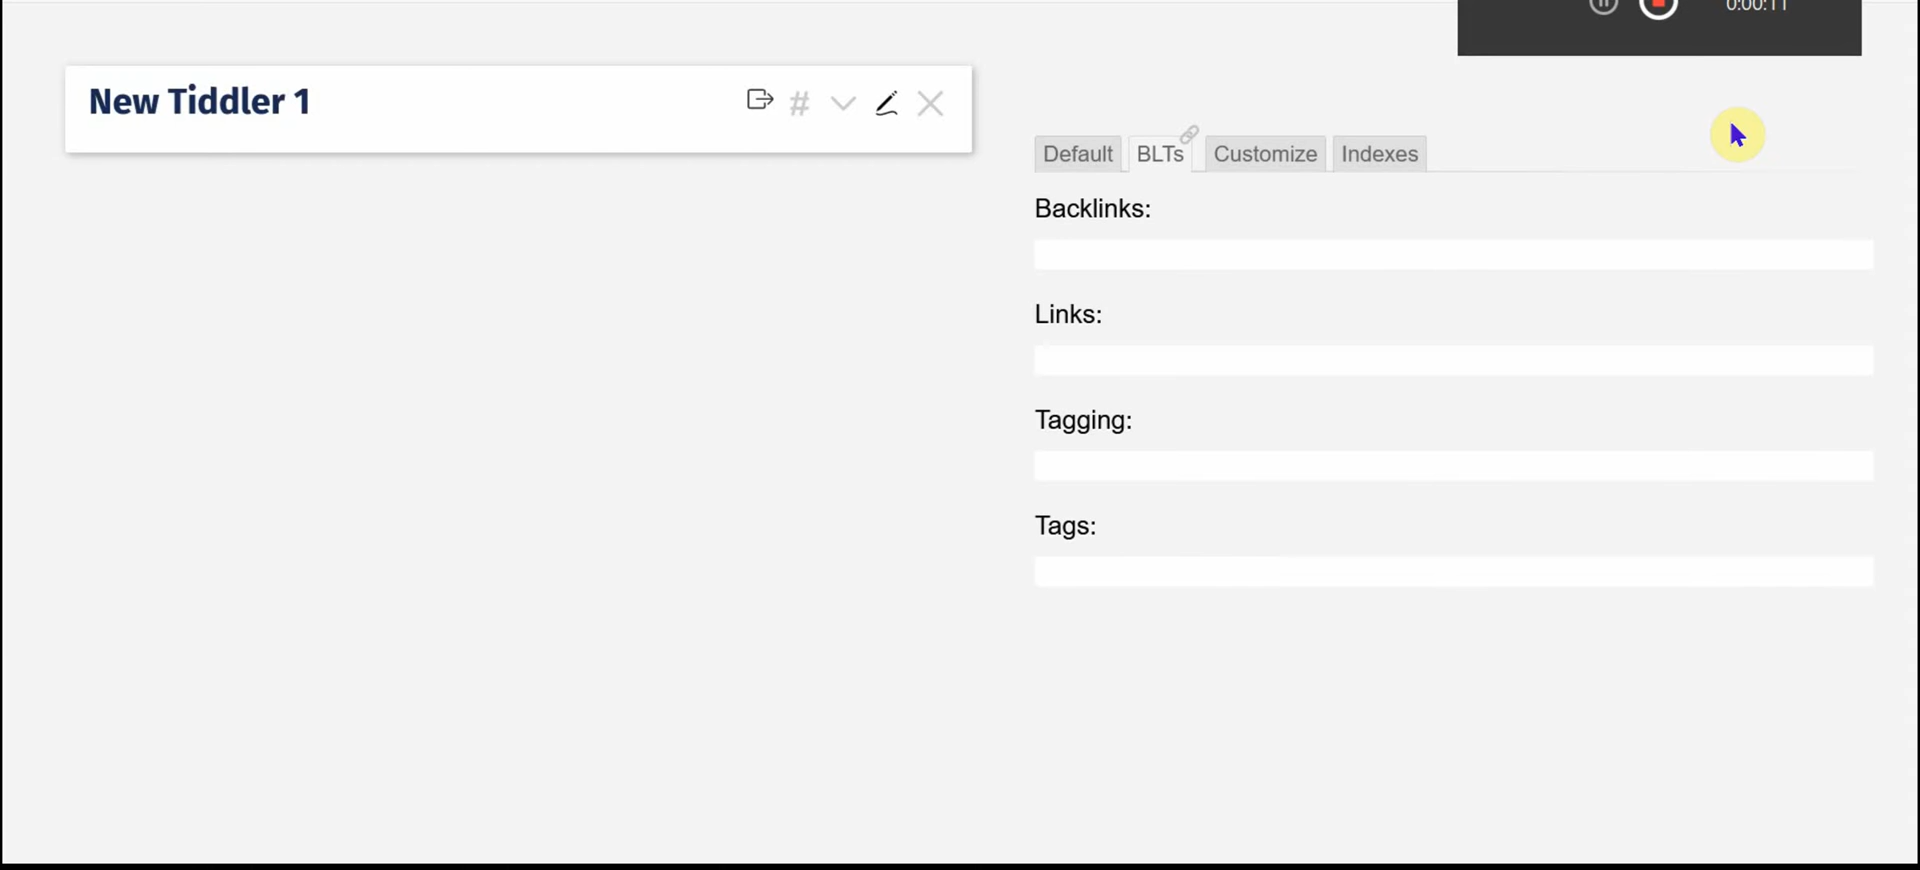 0:00:11
New Tiddler 1
#
Default BLTs Customize Indexes
Backlinks:
Links:
Tagging:
Tags: